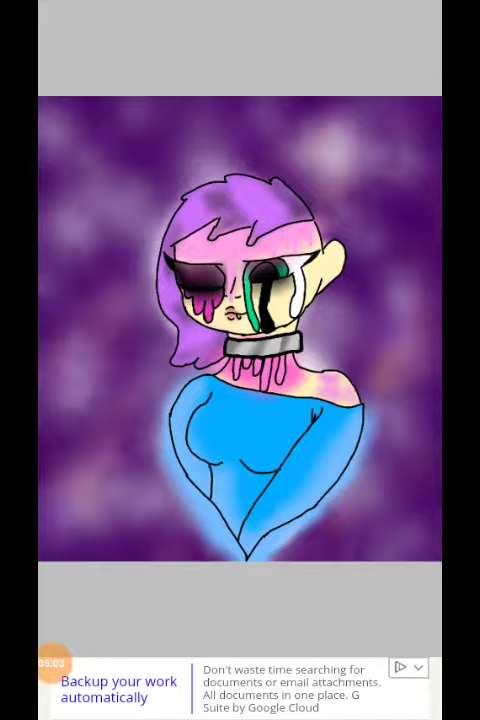 05:03
Backup your work
automatically
Don't waste time searching for
documents or email attachments.
All documents in one place. G
Suite by Google Cloud